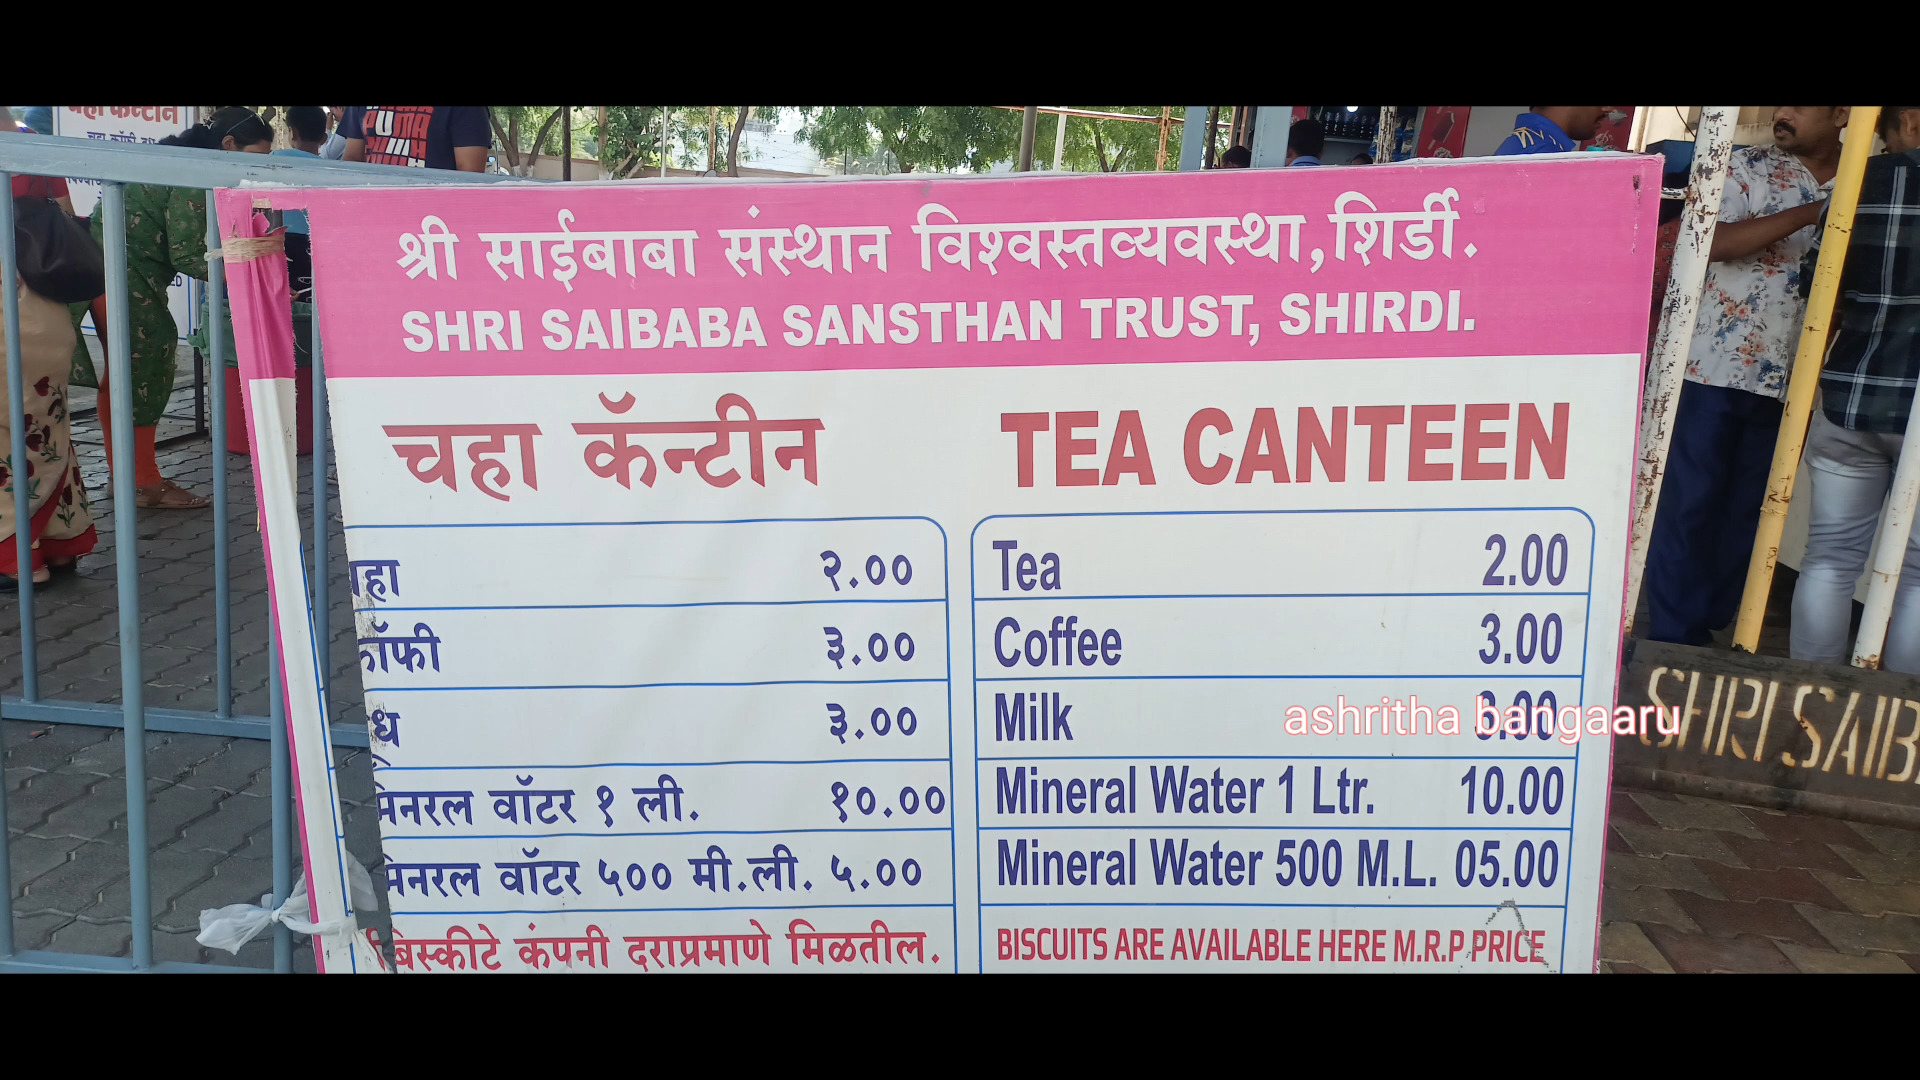 श्री साईबाबा संस्थान विश्वस्तव्यवस्था, शिर्डी.
SHRI SAIBABA SANSTHAN TRUST, SHIRDI.
चहा कॅन्टीन
TEA CANTEEN
२.००
Tea 2.00
३.००
Coffee 3.00
३.००
Milk 3.00
ashritha bangaaru
वॉटर १ ली. १०.००
Mineral Water 1 Ltr. 10.00
वॉटर ५०० मी.ली. ५.००
Mineral Water 500 M.L. 05.00
बिस्कीटे कंपनी दराप्रमाणे मिळतील.
BISCUITS ARE AVAILABLE HERE M.R.P PRICE
PUMA
SHRI SAIB